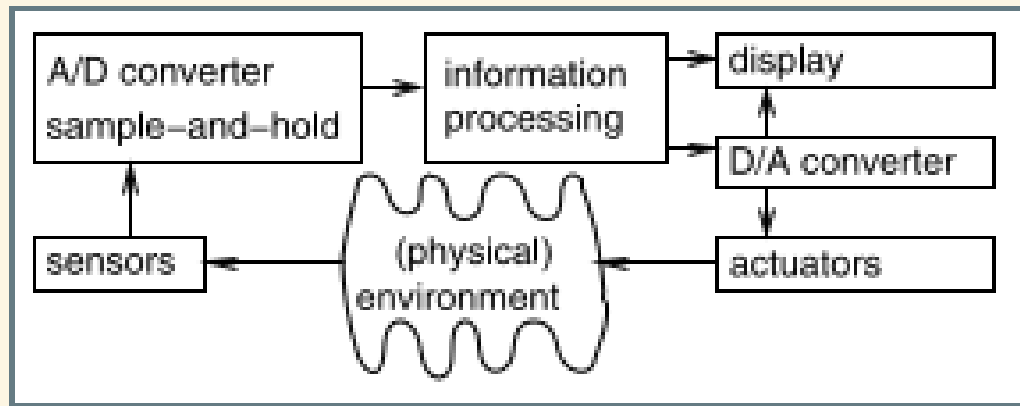 A/D converter
sample−and−hold
information
processing
display
D/A converter
sensors
(physical)
environment
actuators